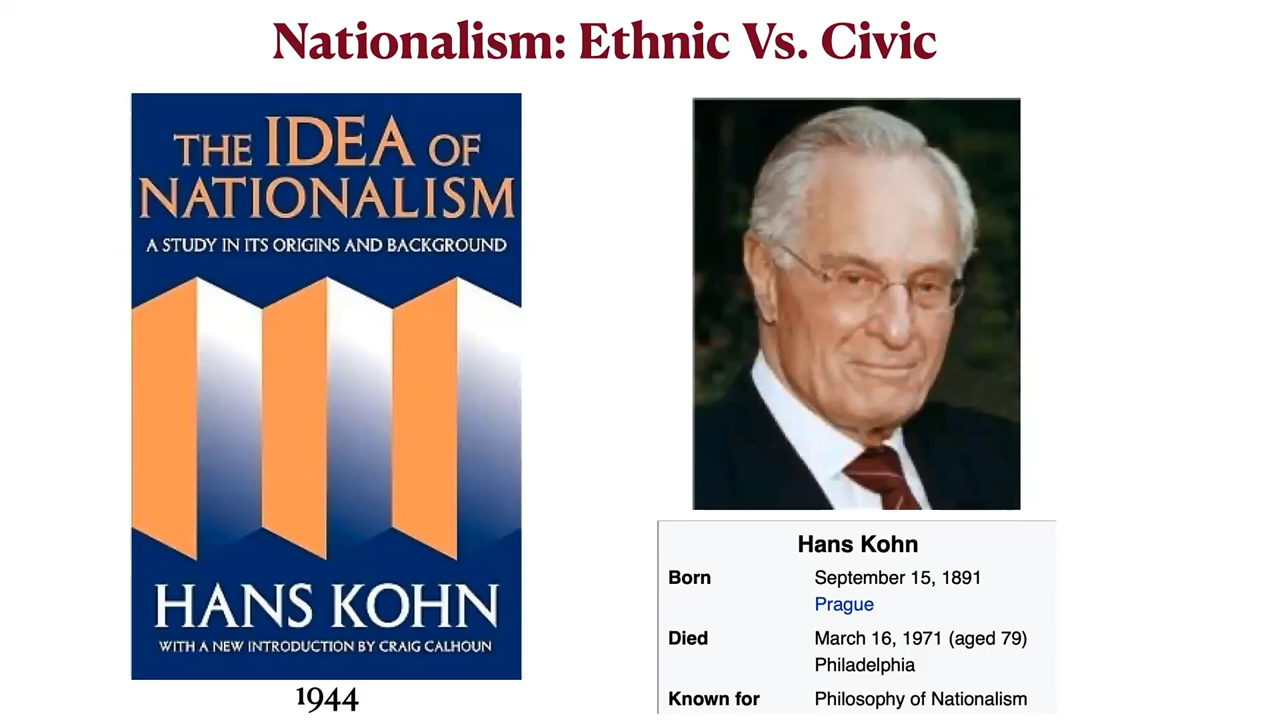 Nationalism: Ethnic Vs. Civic
THE IDEA OF
NATIONALISM
A STUDY IN ITS ORIGINS AND BACKGROUND
HANS KOHN
WITH A NEW INTRODUCTION BY CRAIG CALHOUN
1944
Hans Kohn
Born September 15, 1891
Prague
Died March 16, 1971 (aged 79)
Philadelphia
Known for Philosophy of Nationalism